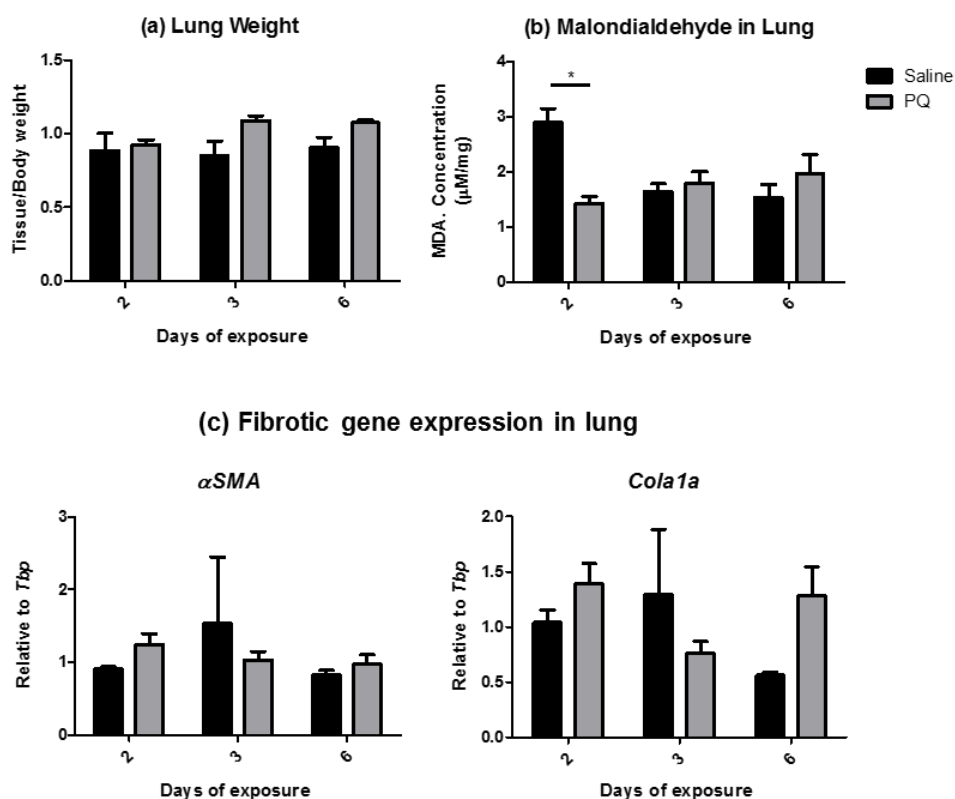 (a) Lung Weight
Tissue/Body weight
1.5
1.0
0.5
0.0
2
3
6
Days of exposure
(b) Malondialdehyde in Lung
MDA. Concentration
(µM/mg)
4
3
2
1
0
*
2
3
6
Days of exposure
Saline
PQ
(c) Fibrotic gene expression in lung
αSMA
Relative to Tbp
3
2
1
0
2
3
6
Days of exposure
Cola1a
Relative to Tbp
2.0
1.5
1.0
0.5
0.0
2
3
6
Days of exposure